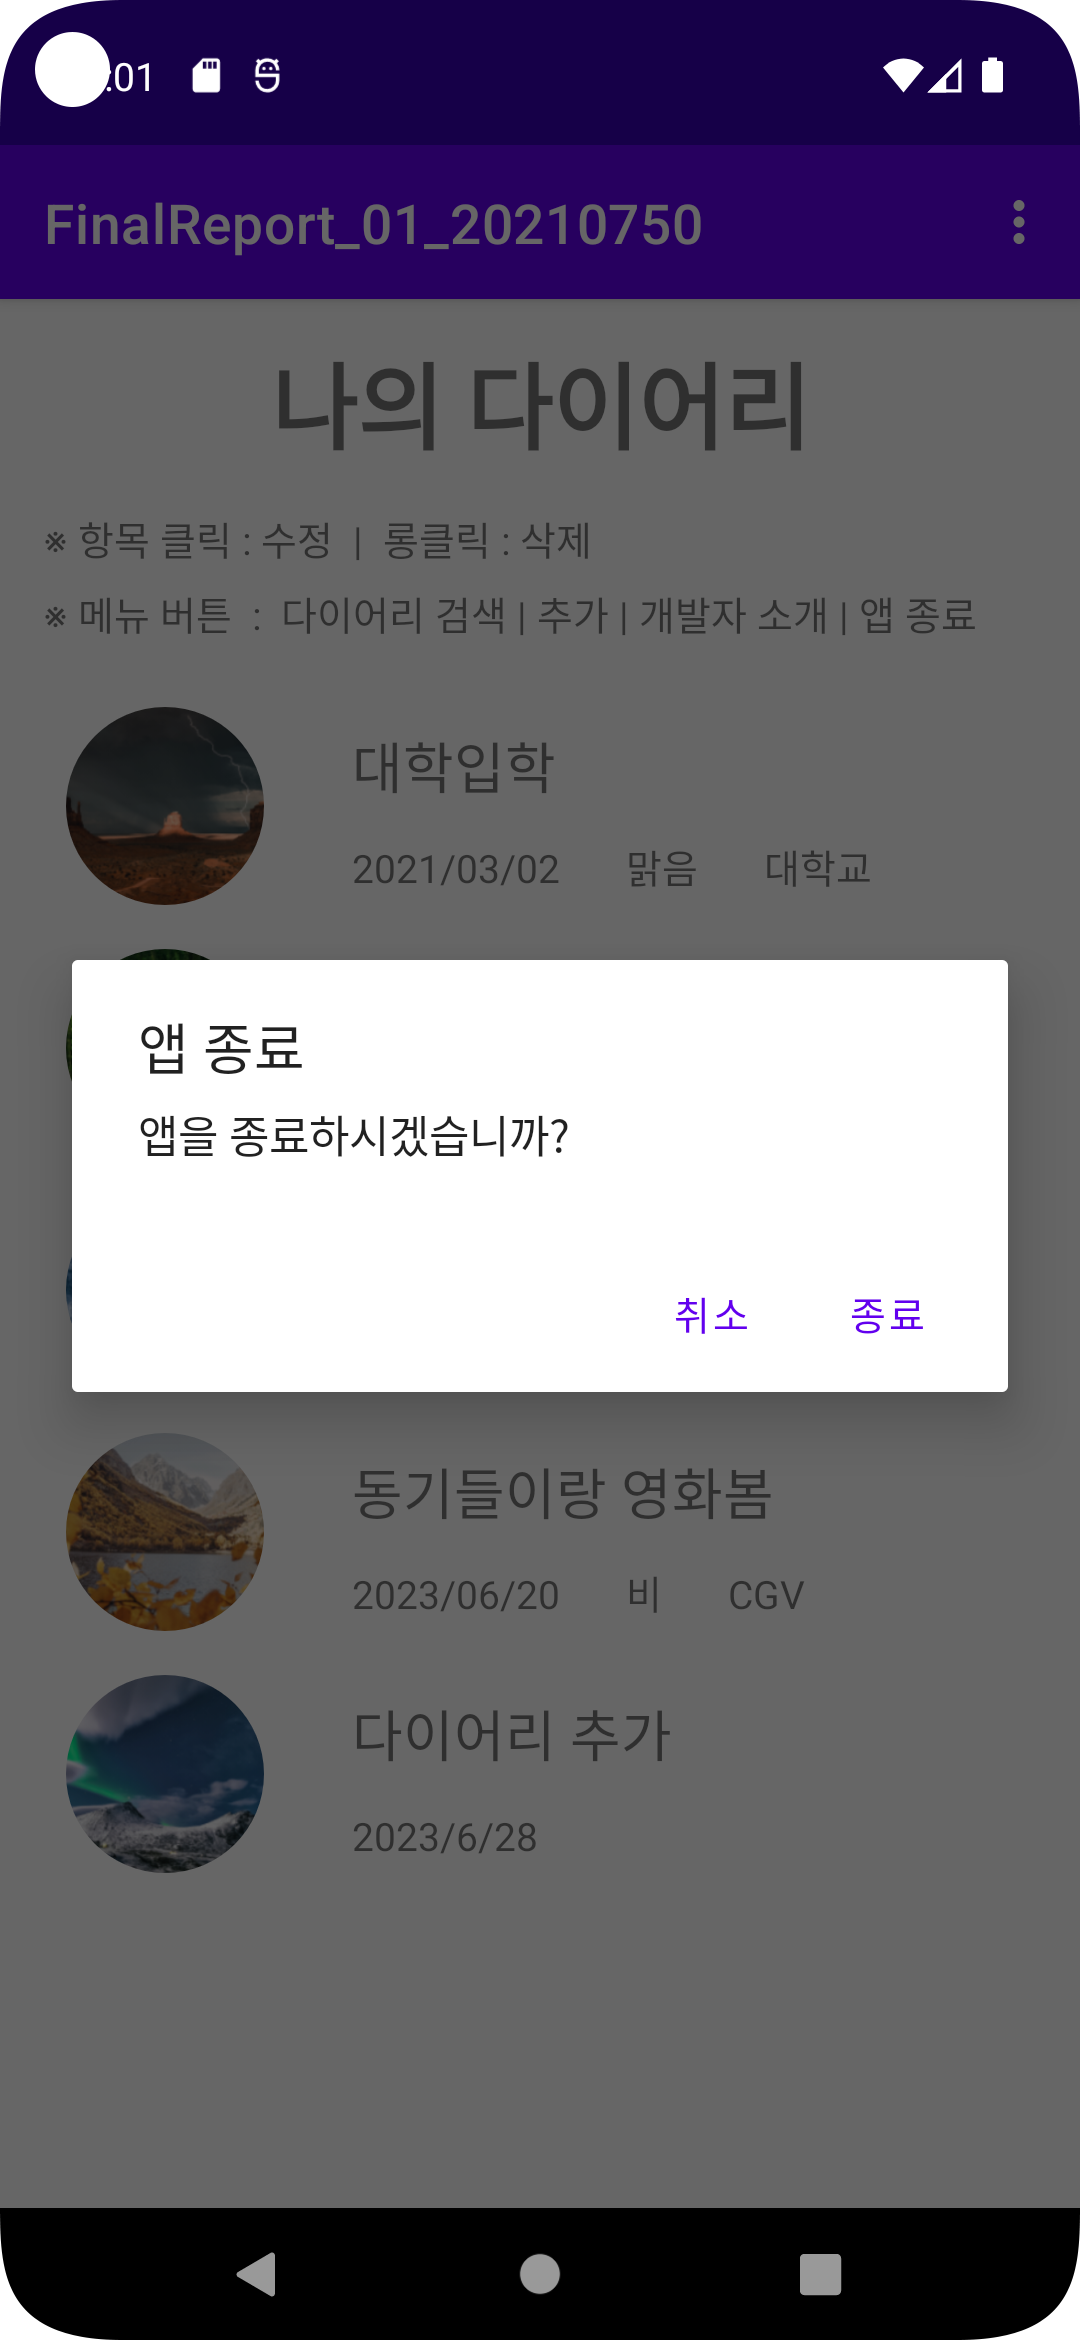 :01
FinalReport_01_20210750
나의 다이어리
※ 항목 클릭 : 수정 | 롱클릭 : 삭제
※ 메뉴 버튼 : 다이어리 검색 | 추가 | 개발자 소개 | 앱 종료
대학입학
2021/03/02 맑음 대학교
앱 종료
앱을 종료하시겠습니까?
취소 종료
동기들이랑 영화봄
2023/06/20 비 CGV
다이어리 추가
2023/6/28